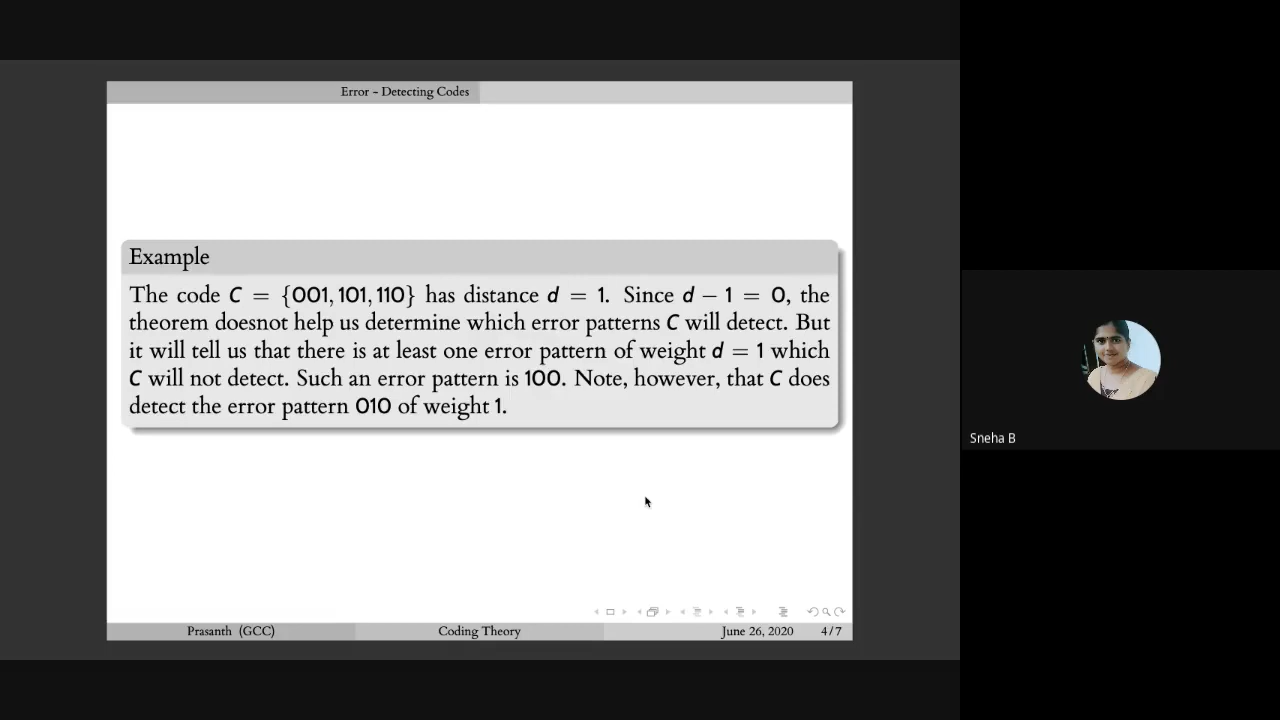 Error - Detecting Codes
Example
The code C = {001, 101, 110} has distance d = 1. Since d − 1 = 0, the
theorem doesnot help us determine which error patterns C will detect. But
it will tell us that there is at least one error pattern of weight d = 1 which
C will not detect. Such an error pattern is 100. Note, however, that C does
detect the error pattern 010 of weight 1.
Prasanth (GCC) Coding Theory June 26, 2020 4/7
Sneha B